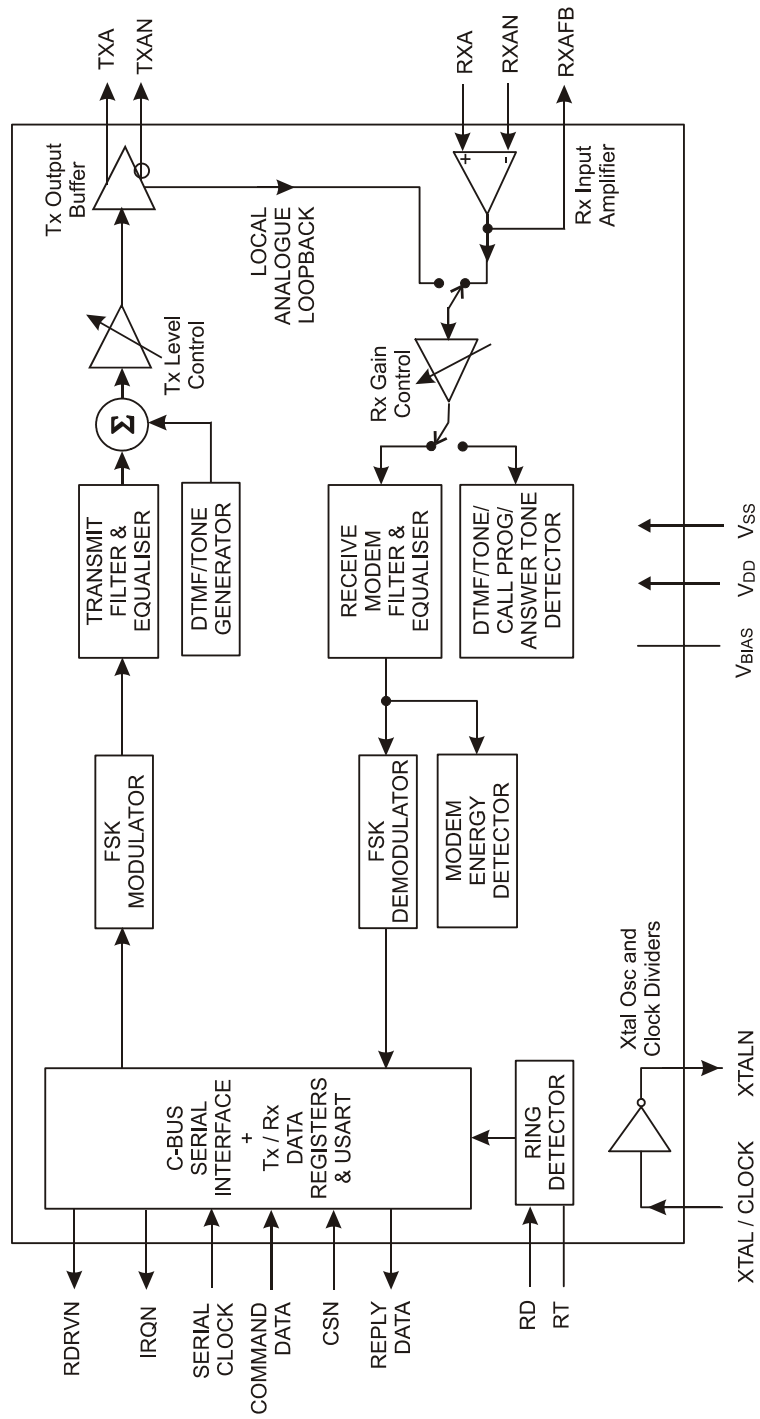 RDRVN
IRQN
SERIAL
CLOCK
COMMAND
DATA
CSN
REPLY
DATA
RD
RT
C-BUS
SERIAL
INTERFACE
+
Tx / Rx
DATA
REGISTERS
& USART
RING
DETECTOR
FSK
MODULATOR
TRANSMIT
FILTER &
EQUALISER
DTMF/TONE
GENERATOR
Σ
Tx Level
Control
Tx Output
Buffer
TXA
TXAN
LOCAL
ANALOGUE
LOOPBACK
FSK
DEMODULATOR
MODEM
ENERGY
DETECTOR
RECEIVE
MODEM
FILTER &
EQUALISER
DTMF/TONE/
CALL PROG/
ANSWER TONE
DETECTOR
Rx Gain
Control
+
-
Rx Input
Amplifier
RXA
RXAN
RXAFB
Xtal Osc and
Clock Dividers
XTAL / CLOCK
XTALN
VBIAS
VDD
VSS